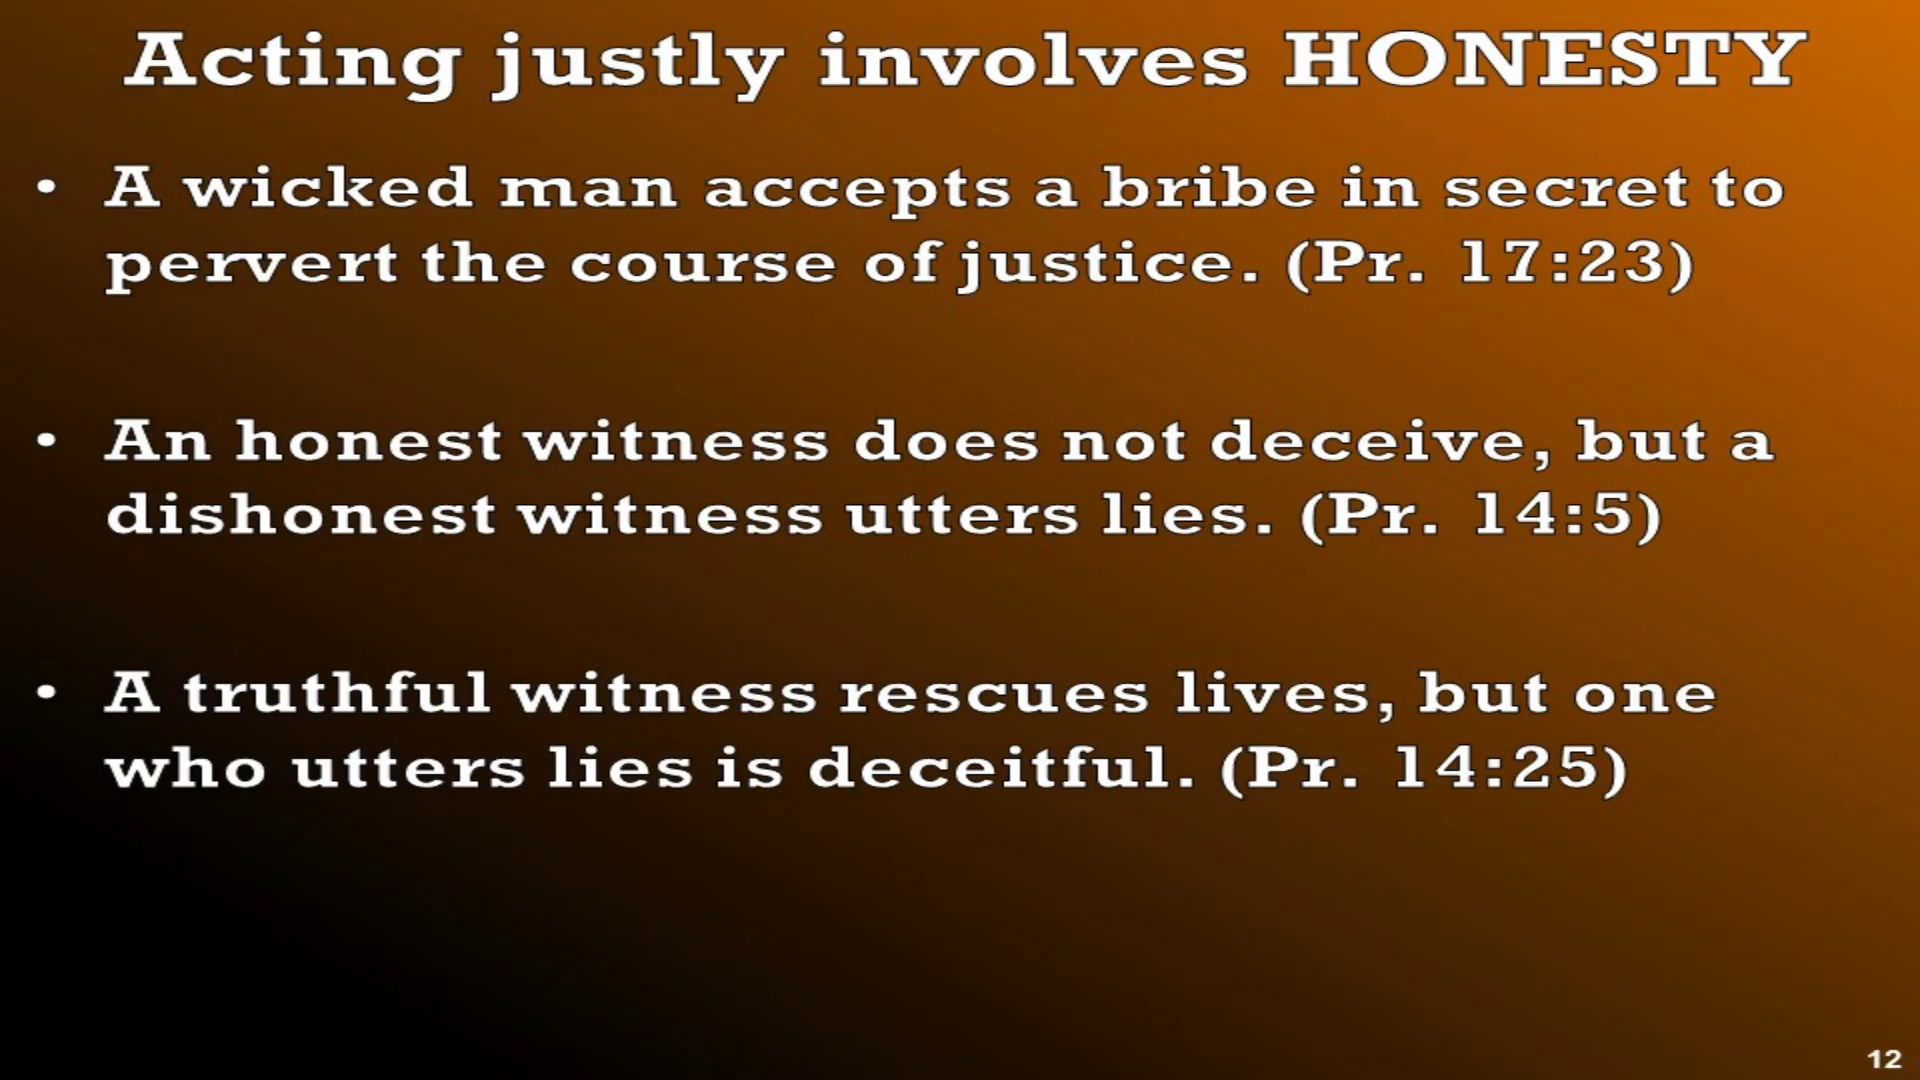 Acting justly involves HONESTY
• A wicked man accepts a bribe in secret to
pervert the course of justice. (Pr. 17:23)
• An honest witness does not deceive, but a
dishonest witness utters lies. (Pr. 14:5)
• A truthful witness rescues lives, but one
who utters lies is deceitful. (Pr. 14:25)
12